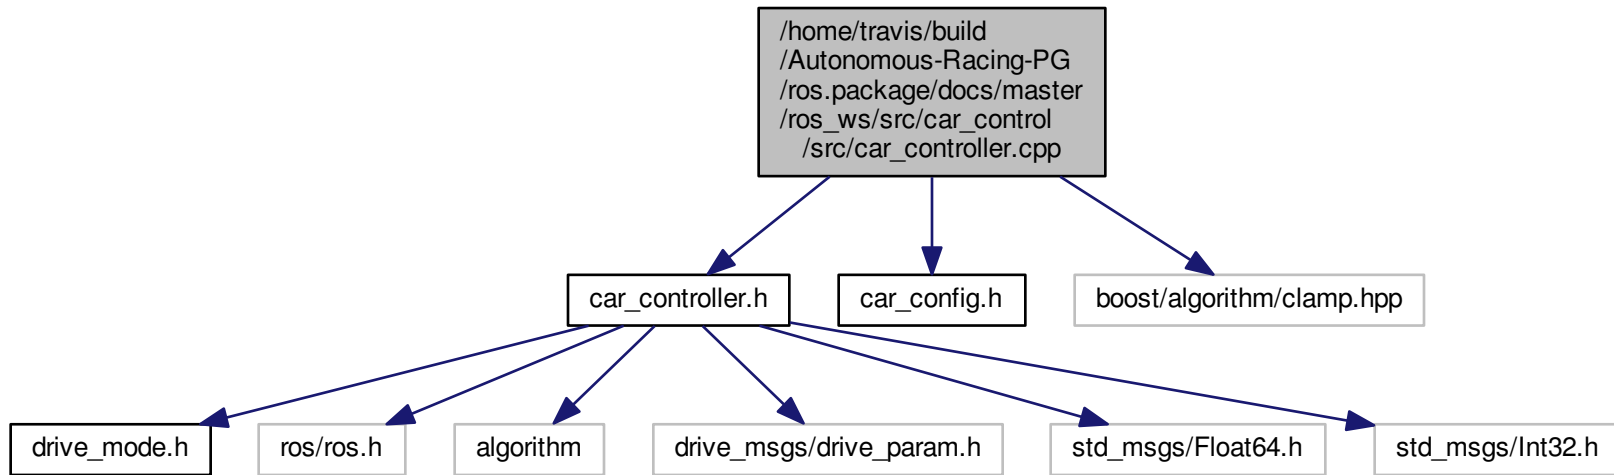 /home/travis/build
/Autonomous-Racing-PG
/ros.package/docs/master
/ros_ws/src/car_control
/src/car_controller.cpp
car_controller.h
car_config.h
boost/algorithm/clamp.hpp
drive_mode.h
ros/ros.h
algorithm
drive_msgs/drive_param.h
std_msgs/Float64.h
std_msgs/Int32.h